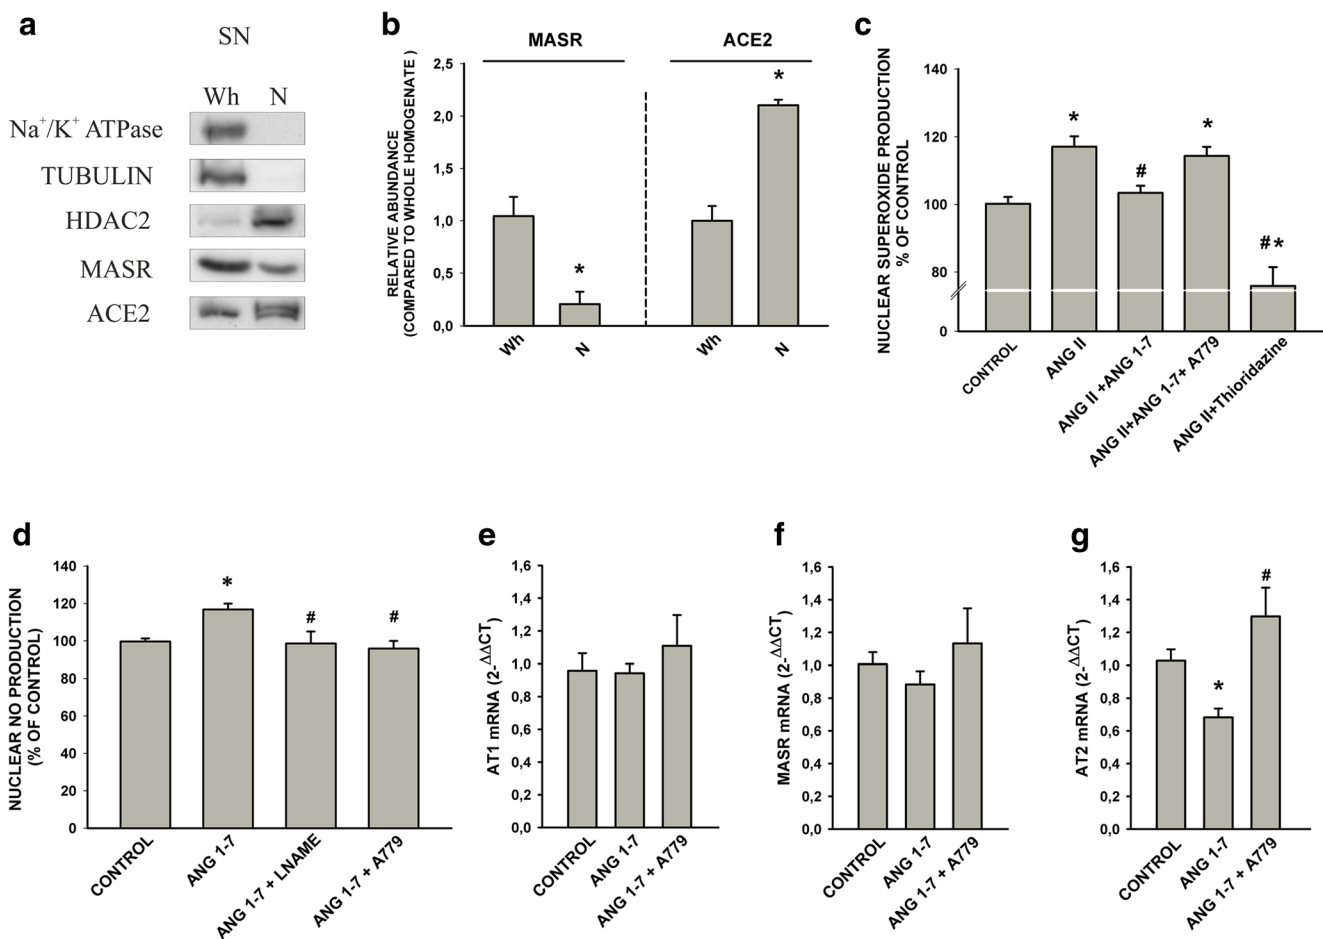 a
SN
Wh N
Na+/K+ ATPase
TUBULIN
HDAC2
MASR
ACE2
b
MASR
ACE2
RELATIVE ABUNDANCE
(COMPARED TO WHOLE HOMOGENATE )
2,5
2,0
1,5
1,0
0,5
0,0
*
*
Wh
N
Wh
N
c
NUCLEAR SUPEROXIDE PRODUCTION
% OF CONTROL
140
120
100
80
0
*
#
*
#*
CONTROL
ANG II
ANG II +ANG 1-7
ANG II+ANG 1-7+ A779
ANG II+Thioridazine
d
NUCLEAR NO PRODUCTION
(% OF CONTROL)
140
120
100
80
60
40
20
0
*
#
#
CONTROL
ANG 1-7
ANG 1-7 + LNAME
ANG 1-7 + A779
e
AT1 mRNA (2-ΔΔCT)
1,6
1,4
1,2
1,0
0,8
0,6
0,4
0,2
0,0
CONTROL
ANG 1-7
ANG 1-7 + A779
f
MASR mRNA (2-ΔΔCT)
1,6
1,4
1,2
1,0
0,8
0,6
0,4
0,2
0,0
CONTROL
ANG 1-7
ANG 1-7 + A779
g
AT2 mRNA (2-ΔΔCT)
1,6
1,4
1,2
1,0
0,8
0,6
0,4
0,2
0,0
*
#
CONTROL
ANG 1-7
ANG 1-7 + A779